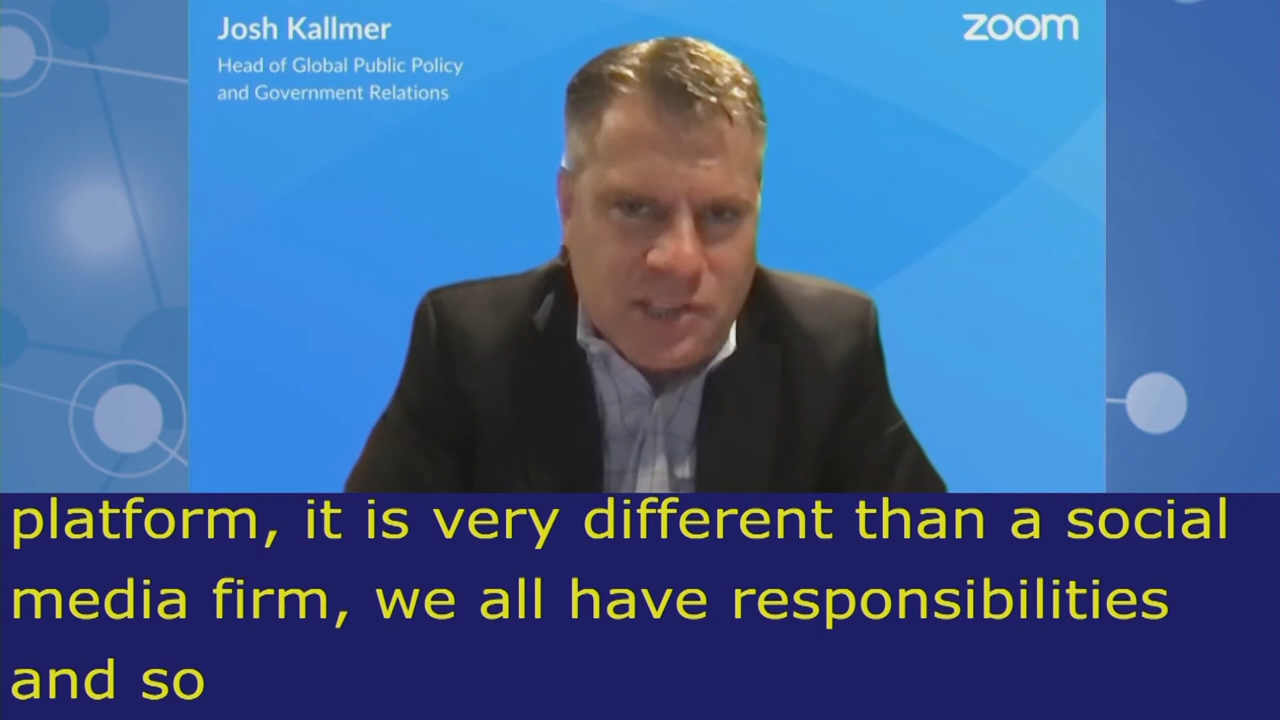 Josh Kallmer
zoom
Head of Global Public Policy
and Government Relations
platform, it is very different than a social
media firm, we all have responsibilities
and so